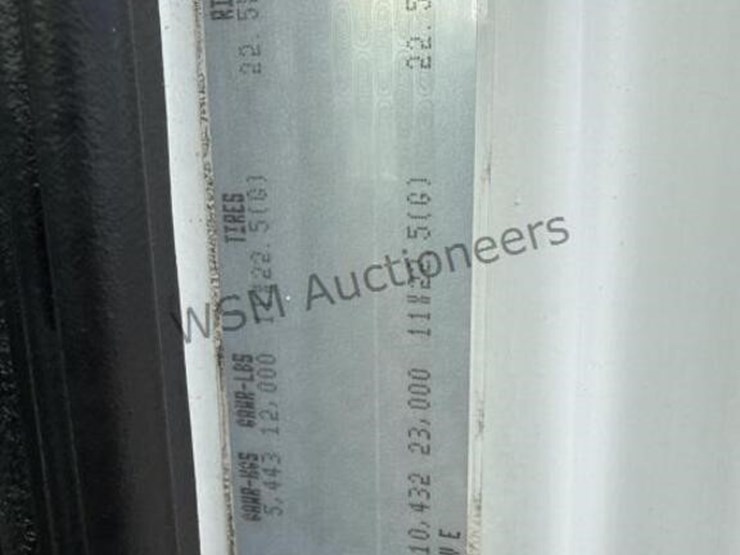 GAWR-KGS GAWR-LBS TIRES
5,443 12,000 11R22.5(G) 22.5
10,432 23,000 11R22.5(G) 22.5
WSM Auctioneers